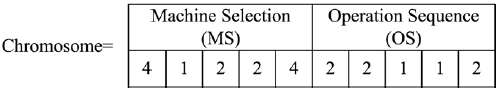 Machine Selection Operation Sequence
(MS) (OS)
Chromosome=
4 1 2 2 4 2 2 1 1 2